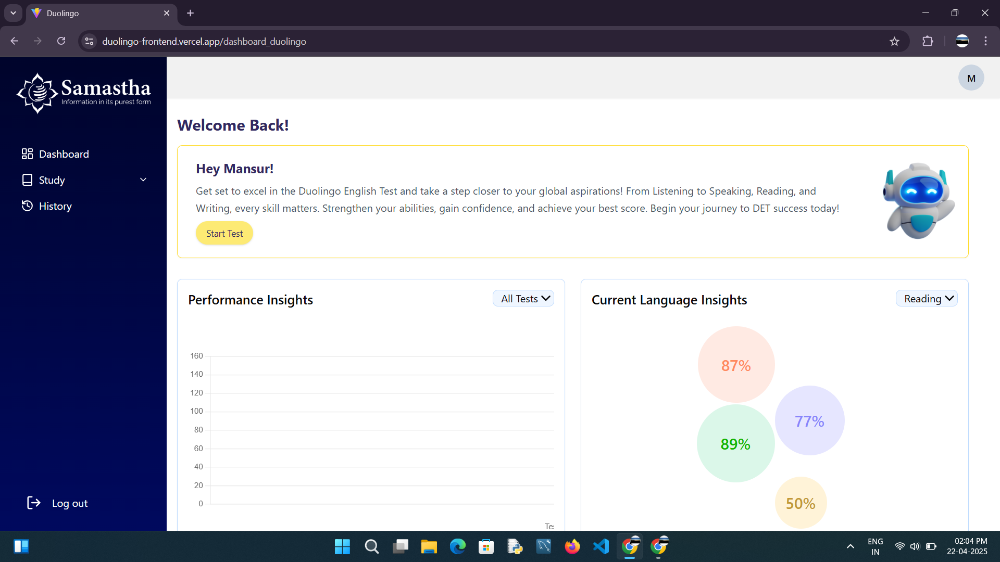 Duolingo
duolingo-frontend.vercel.app/dashboard_duolingo
Samastha
Information in its purest form
M
Dashboard
Study
History
Log out
Welcome Back!
Hey Mansur!
Get set to excel in the Duolingo English Test and take a step closer to your global aspirations! From Listening to Speaking, Reading, and
Writing, every skill matters. Strengthen your abilities, gain confidence, and achieve your best score. Begin your journey to DET success today!
Start Test
Performance Insights
All Tests
160
140
120
100
80
60
40
20
0
Current Language Insights
Reading
87%
77%
89%
50%
ENG
IN
02:04 PM
22-04-2025